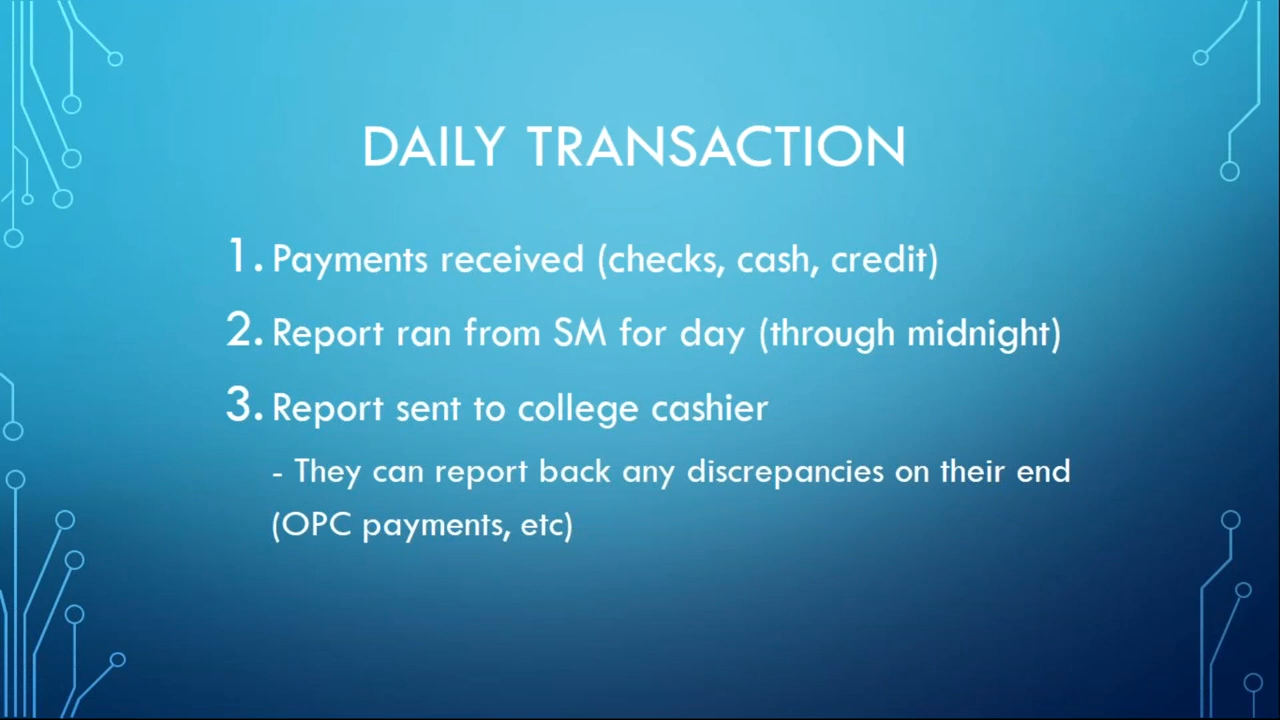 DAILY TRANSACTION
1. Payments received (checks, cash, credit)
2. Report ran from SM for day (through midnight)
3. Report sent to college cashier
- They can report back any discrepancies on their end
(OPC payments, etc)